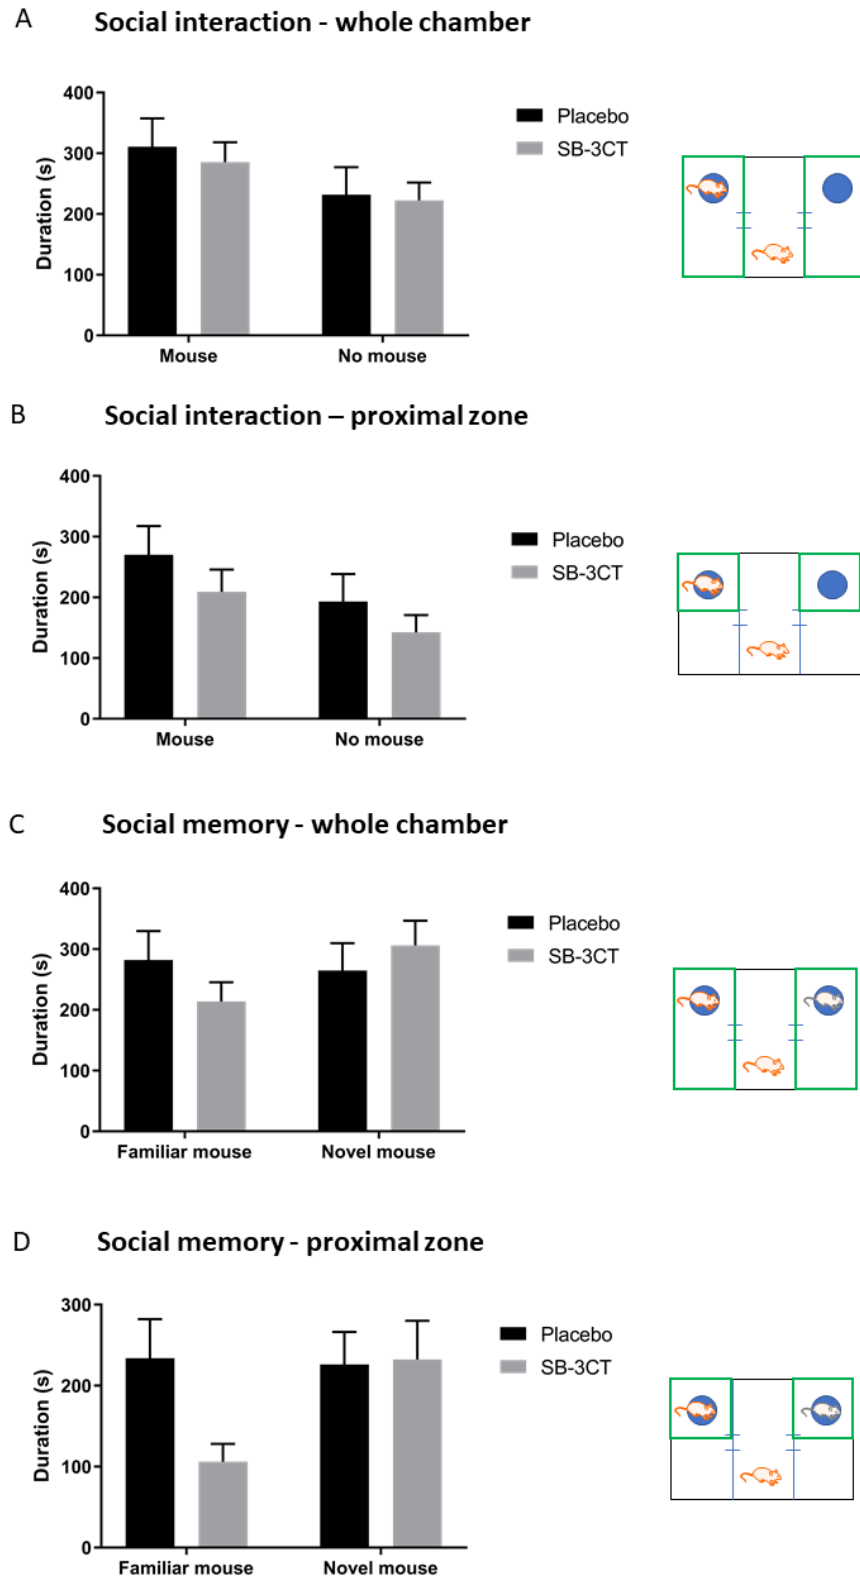 A
Social interaction - whole chamber
400
300
200
100
0
Duration (s)
Mouse
No mouse
Placebo
SB-3CT
B
Social interaction – proximal zone
400
300
200
100
0
Duration (s)
Mouse
No mouse
Placebo
SB-3CT
C
Social memory - whole chamber
400
300
200
100
0
Duration (s)
Familiar mouse
Novel mouse
Placebo
SB-3CT
D
Social memory - proximal zone
300
200
100
0
Duration (s)
Familiar mouse
Novel mouse
Placebo
SB-3CT